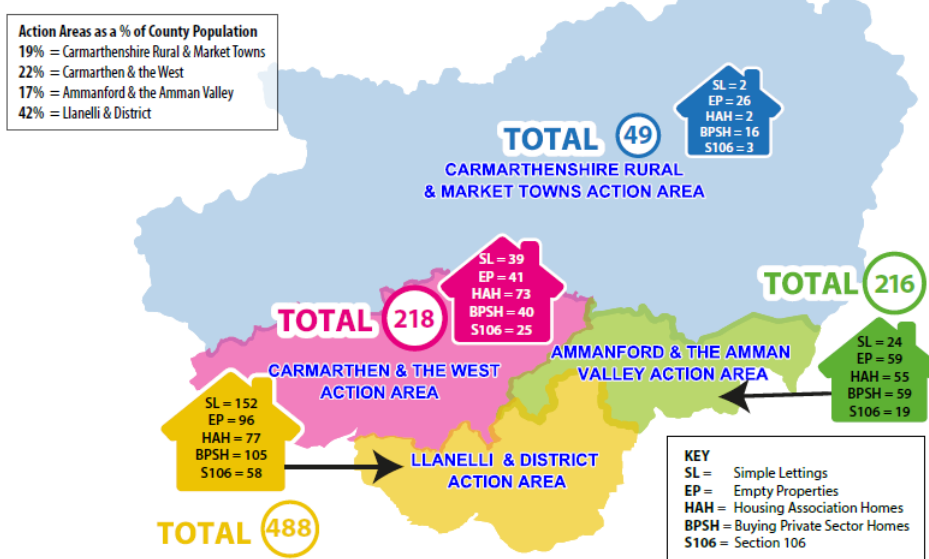 Action Areas as a % of County Population
19% = Carmarthenshire Rural & Market Towns
22% = Carmarthen & the West
17% = Ammanford & the Amman Valley
42% = Llanelli & District
SL = 2
EP = 26
HAH = 2
BPSH = 16
S106 = 3
TOTAL 49
CARMARTHENSHIRE RURAL
& MARKET TOWNS ACTION AREA
SL = 39
EP = 41
HAH = 73
BPSH = 40
S106 = 25
TOTAL 218
CARMARTHEN & THE WEST
ACTION AREA
TOTAL 216
SL = 24
EP = 59
HAH = 55
BPSH = 59
S106 = 19
AMMANFORD & THE AMMAN
VALLEY ACTION AREA
SL = 152
EP = 96
HAH = 77
BPSH = 105
S106 = 58
LLANELLI & DISTRICT
ACTION AREA
TOTAL 488
KEY
SL = Simple Lettings
EP = Empty Properties
HAH = Housing Association Homes
BPSH = Buying Private Sector Homes
S106 = Section 106